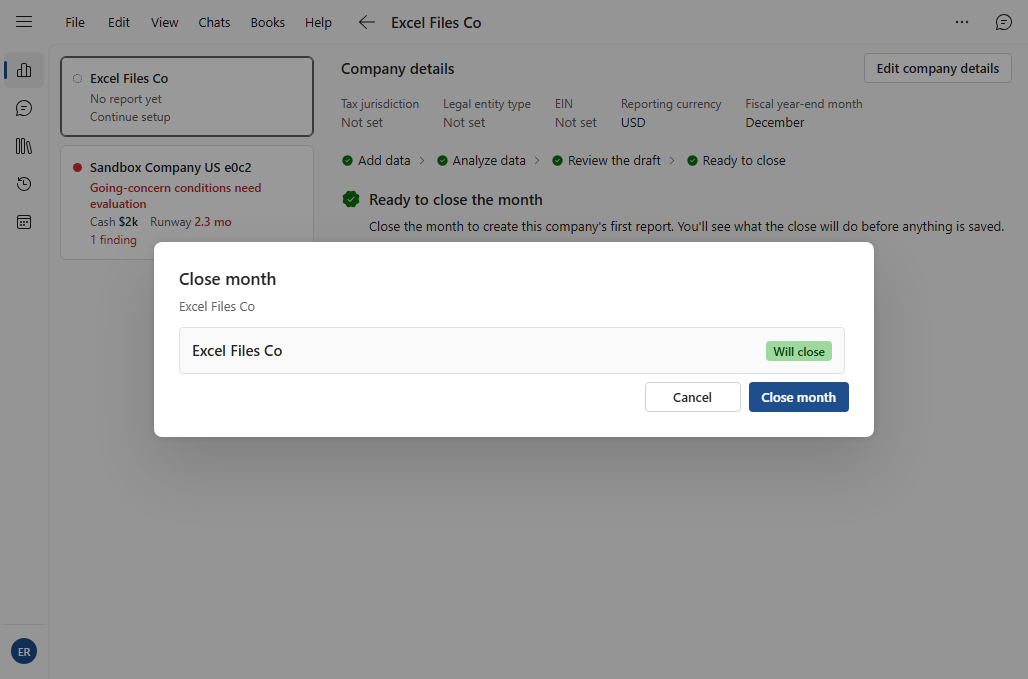 File Edit View Chats Books Help Excel Files Co
Excel Files Co
No report yet
Continue setup
Sandbox Company US e0c2
Going-concern conditions need
evaluation
Cash $2k Runway 2.3 mo
1 finding
Company details
Edit company details
Tax jurisdiction Legal entity type EIN Reporting currency Fiscal year-end month
Not set Not set Not set USD December
Add data Analyze data Review the draft Ready to close
Ready to close the month
Close the month to create this company's first report. You'll see what the close will do before anything is saved.
Close month
Excel Files Co
Excel Files Co Will close
Cancel Close month
ER